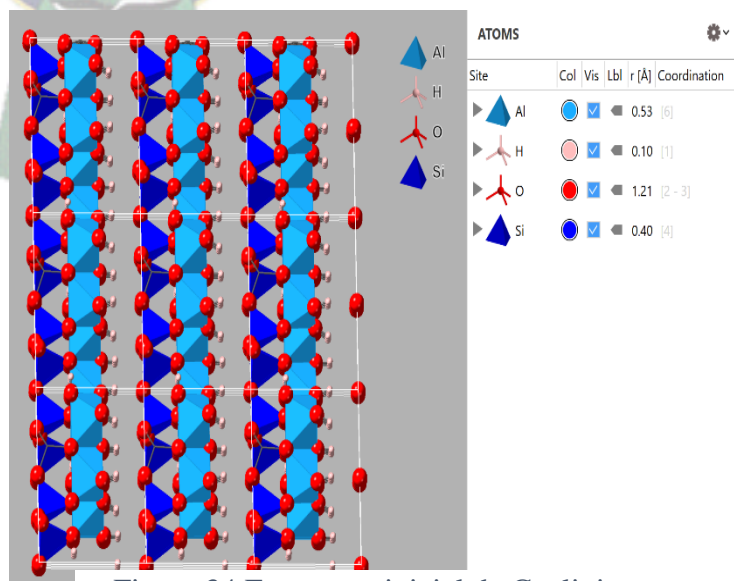 Al
H
O
Si
ATOMS
Site Col Vis Lbl r [Å] Coordination
Al 0.53 [6]
H 0.10 [1]
O 1.21 [2 - 3]
Si 0.40 [4]